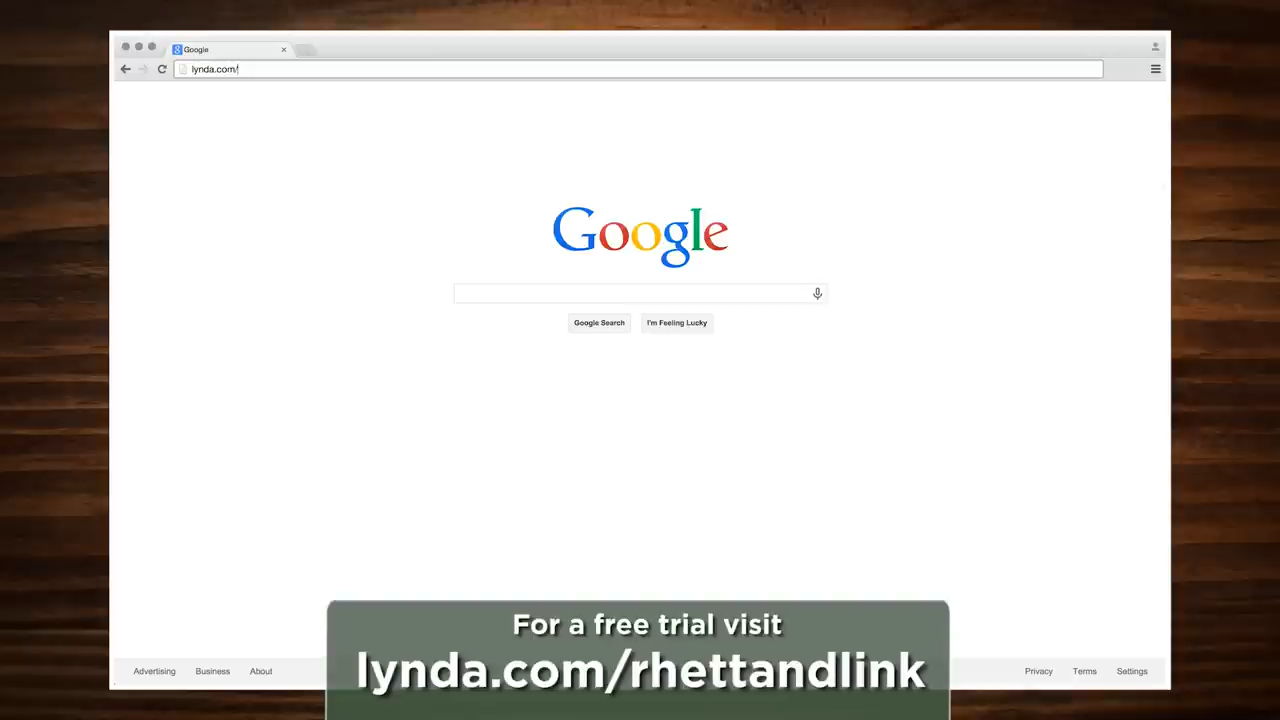 Google
lynda.com/
Google
Google Search I'm Feeling Lucky
For a free trial visit
lynda.com/rhettandlink
Advertising Business About Privacy Terms Settings